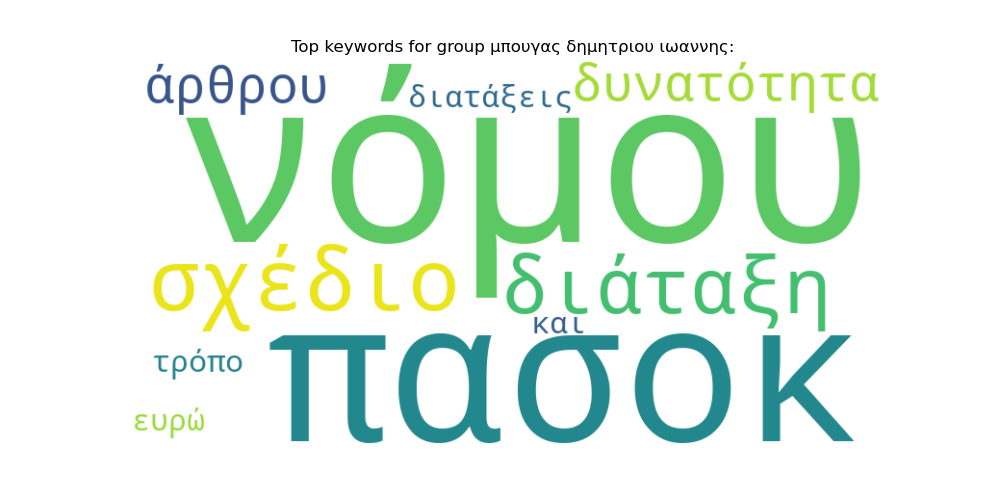 Top keywords for group μπουγας δημητριου ιωαννης:
άρθρου
διατάξεις
δυνατότητα
νόμου
σχέδιο
διάταξη
και
τρόπο
πασοκ
ευρώ